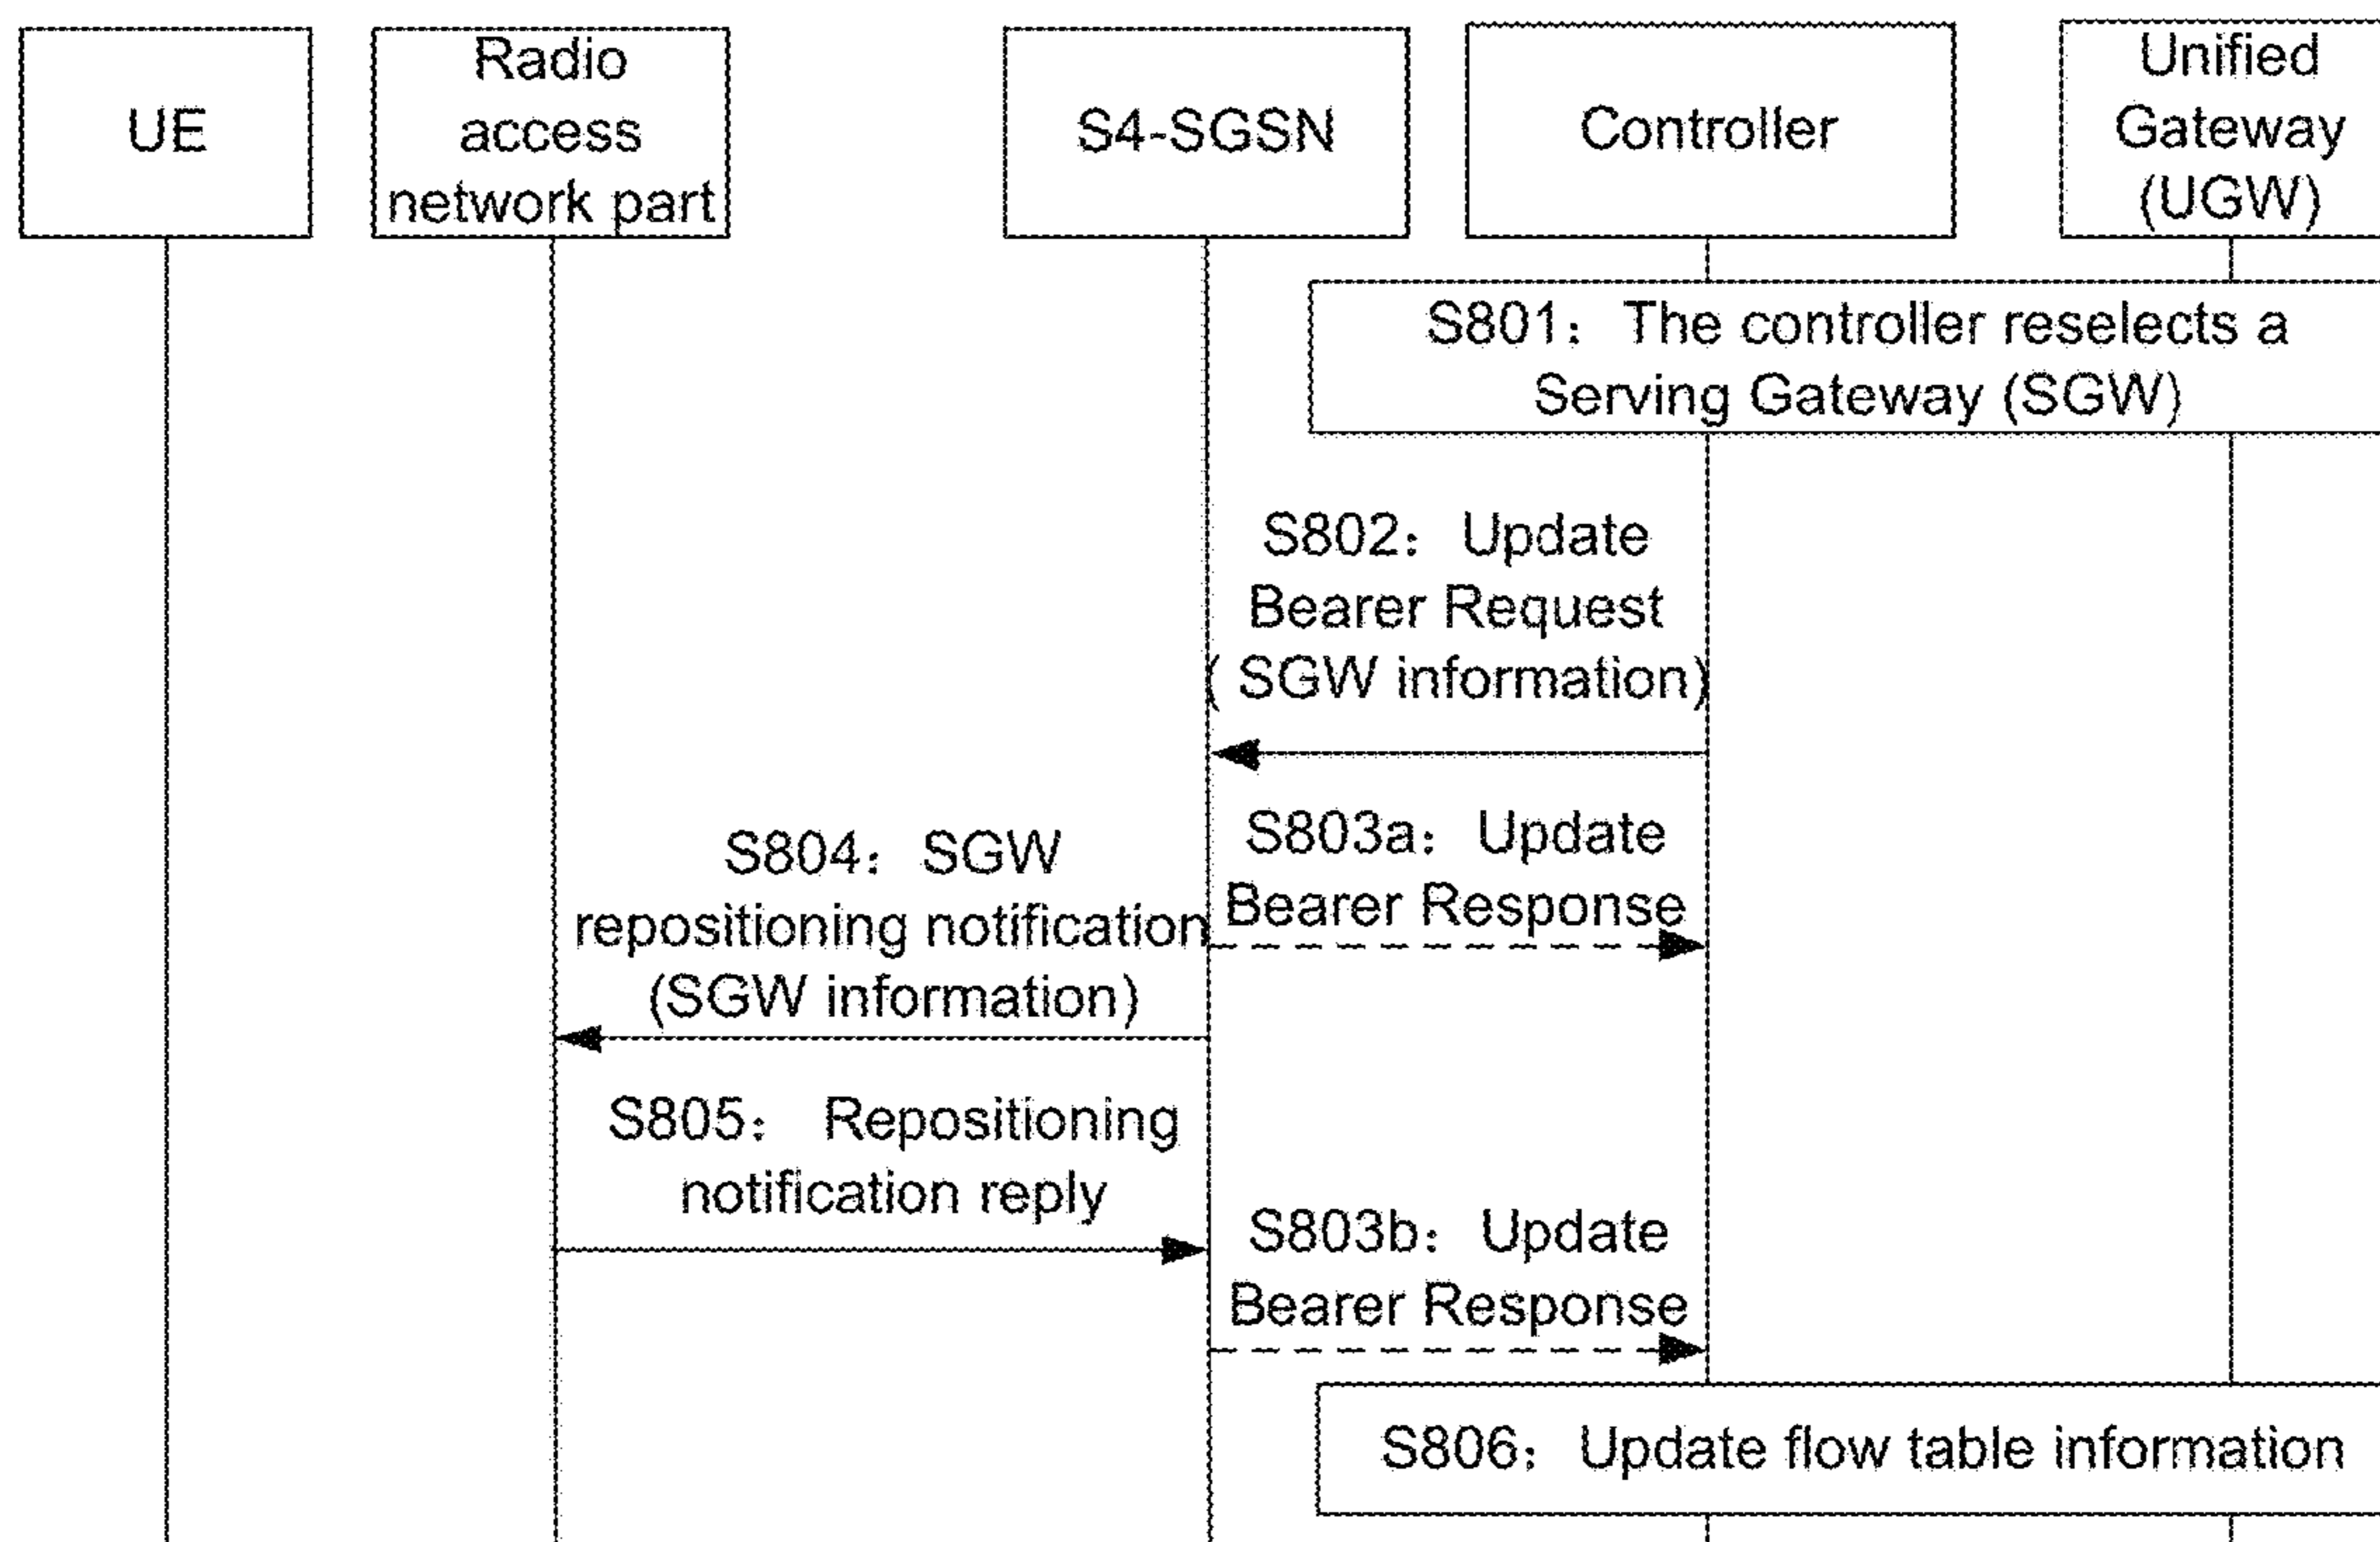 UE
Radio
access
network part
S4-SGSN
Controller
Unified
Gateway
(UGW)
S801： The controller reselects a
Serving Gateway (SGW)
S802： Update
Bearer Request
( SGW information)
S803a： Update
Bearer Response
S804： SGW
repositioning notification
(SGW information)
S805： Repositioning
notification reply
S803b： Update
Bearer Response
S806： Update flow table information